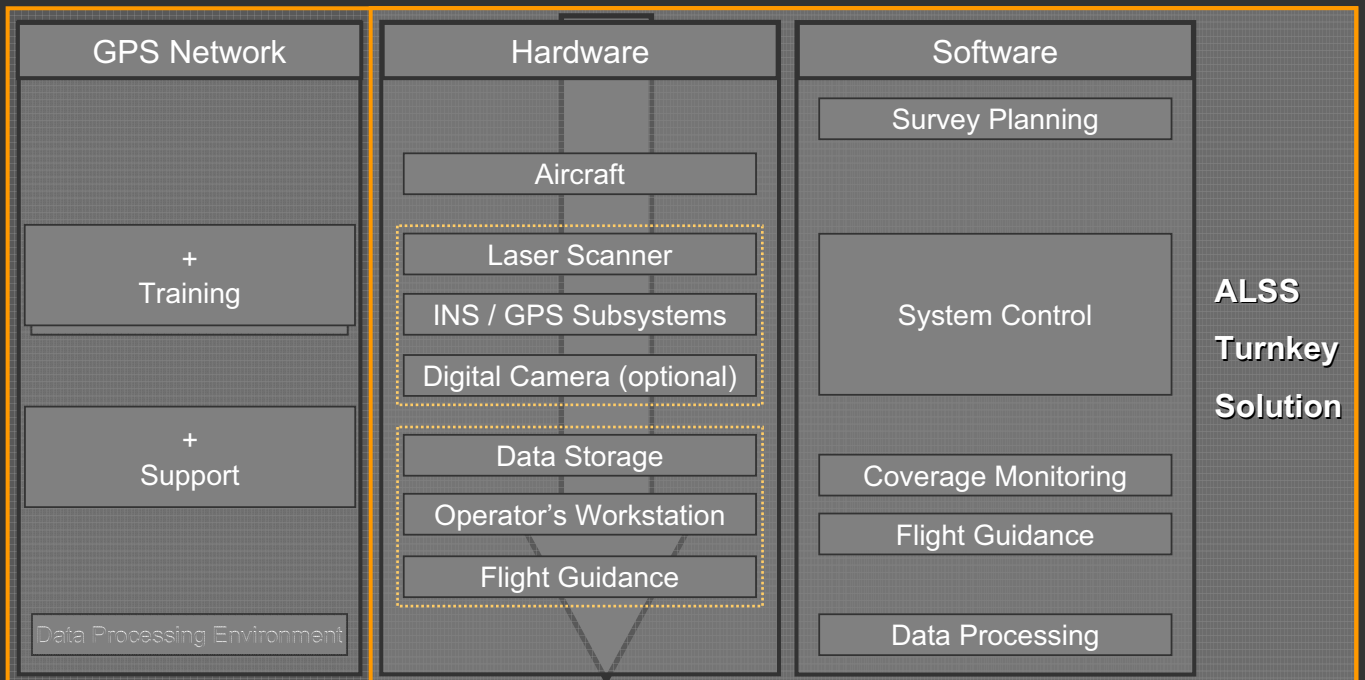 GPS Network
+
Training
+
Support
Data Processing Environment
Hardware
Aircraft
Laser Scanner
INS / GPS Subsystems
Digital Camera (optional)
Data Storage
Operator’s Workstation
Flight Guidance
Software
Survey Planning
System Control
Coverage Monitoring
Flight Guidance
Data Processing
ALSS
Turnkey
Solution